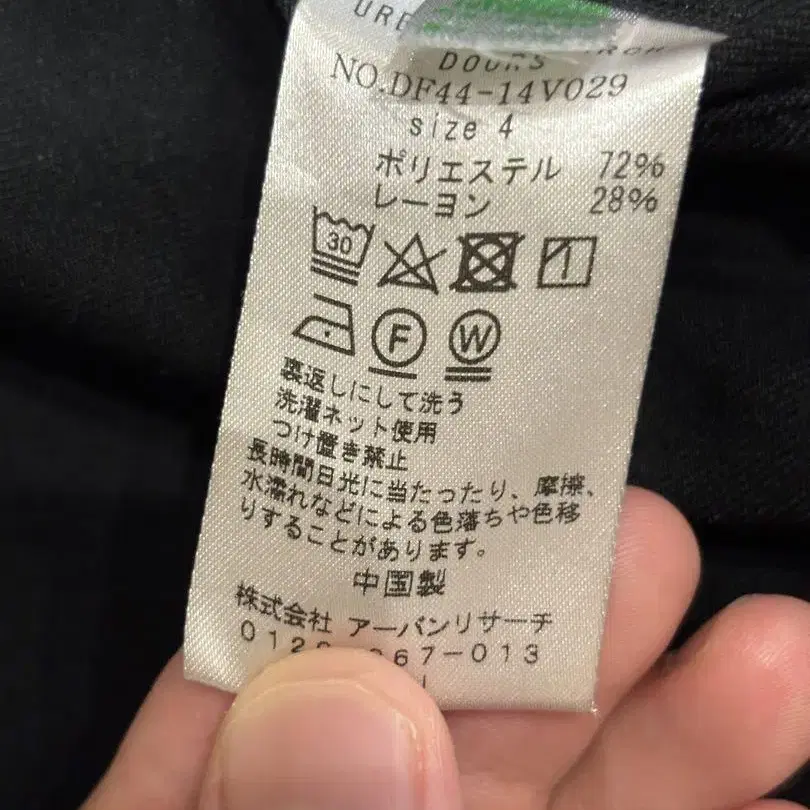 DOORS
NO.DF44-14V029
size 4
ポリエステル 72%
レーヨン 28%
30
F W
裏返しにして洗う
洗濯ネット使用
つけ置き禁止
長時間日光に当たったり、摩擦、
水濡れなどによる色落ちや色移
りすることがあります。
中国製
株式会社 アーバンリサーチ
67-013